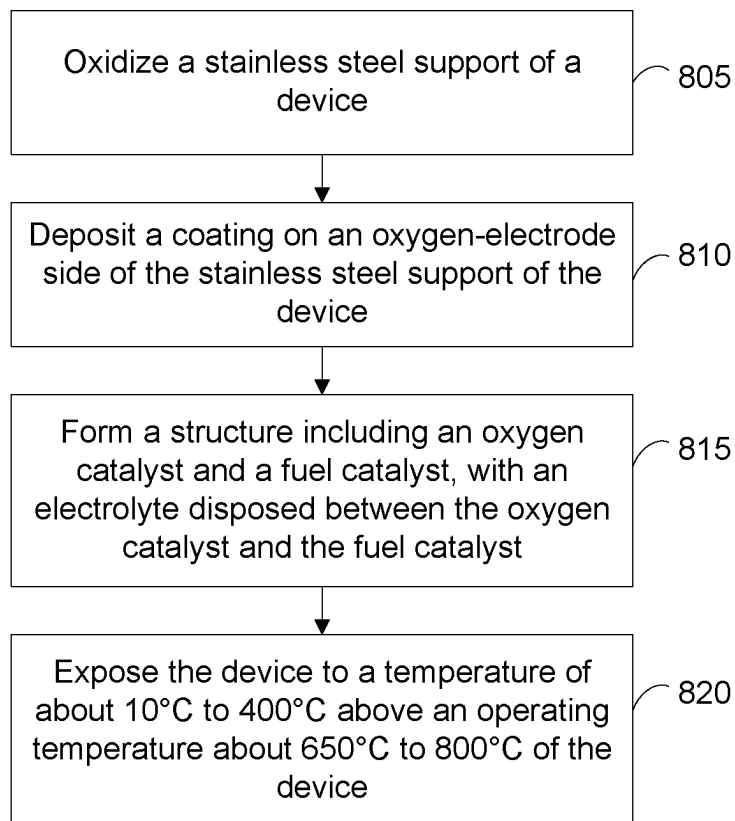 Oxidize a stainless steel support of a
device
805
Deposit a coating on an oxygen-electrode
side of the stainless steel support of the
device
810
Form a structure including an oxygen
catalyst and a fuel catalyst, with an
electrolyte disposed between the oxygen
catalyst and the fuel catalyst
815
Expose the device to a temperature of
about 10°C to 400°C above an operating
temperature about 650°C to 800°C of the
device
820